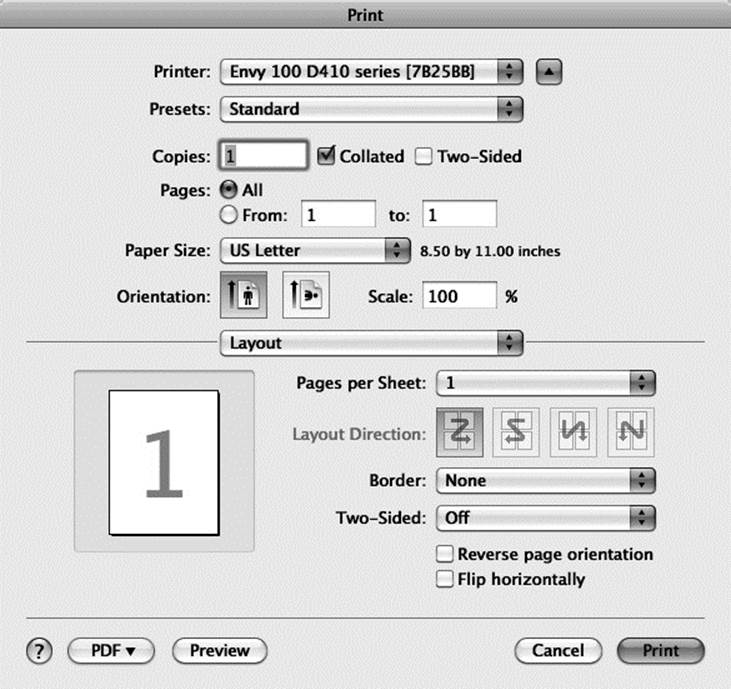 Print
Printer: Envy 100 D410 series [7B25BB]
Presets: Standard
Copies: 1 Collated Two-Sided
Pages: All
From: 1 to: 1
Paper Size: US Letter 8.50 by 11.00 inches
Orientation: Scale: 100 %
Layout
Pages per Sheet: 1
1
Layout Direction:
Border: None
Two-Sided: Off
Reverse page orientation
Flip horizontally
? PDF▼ Preview Cancel Print